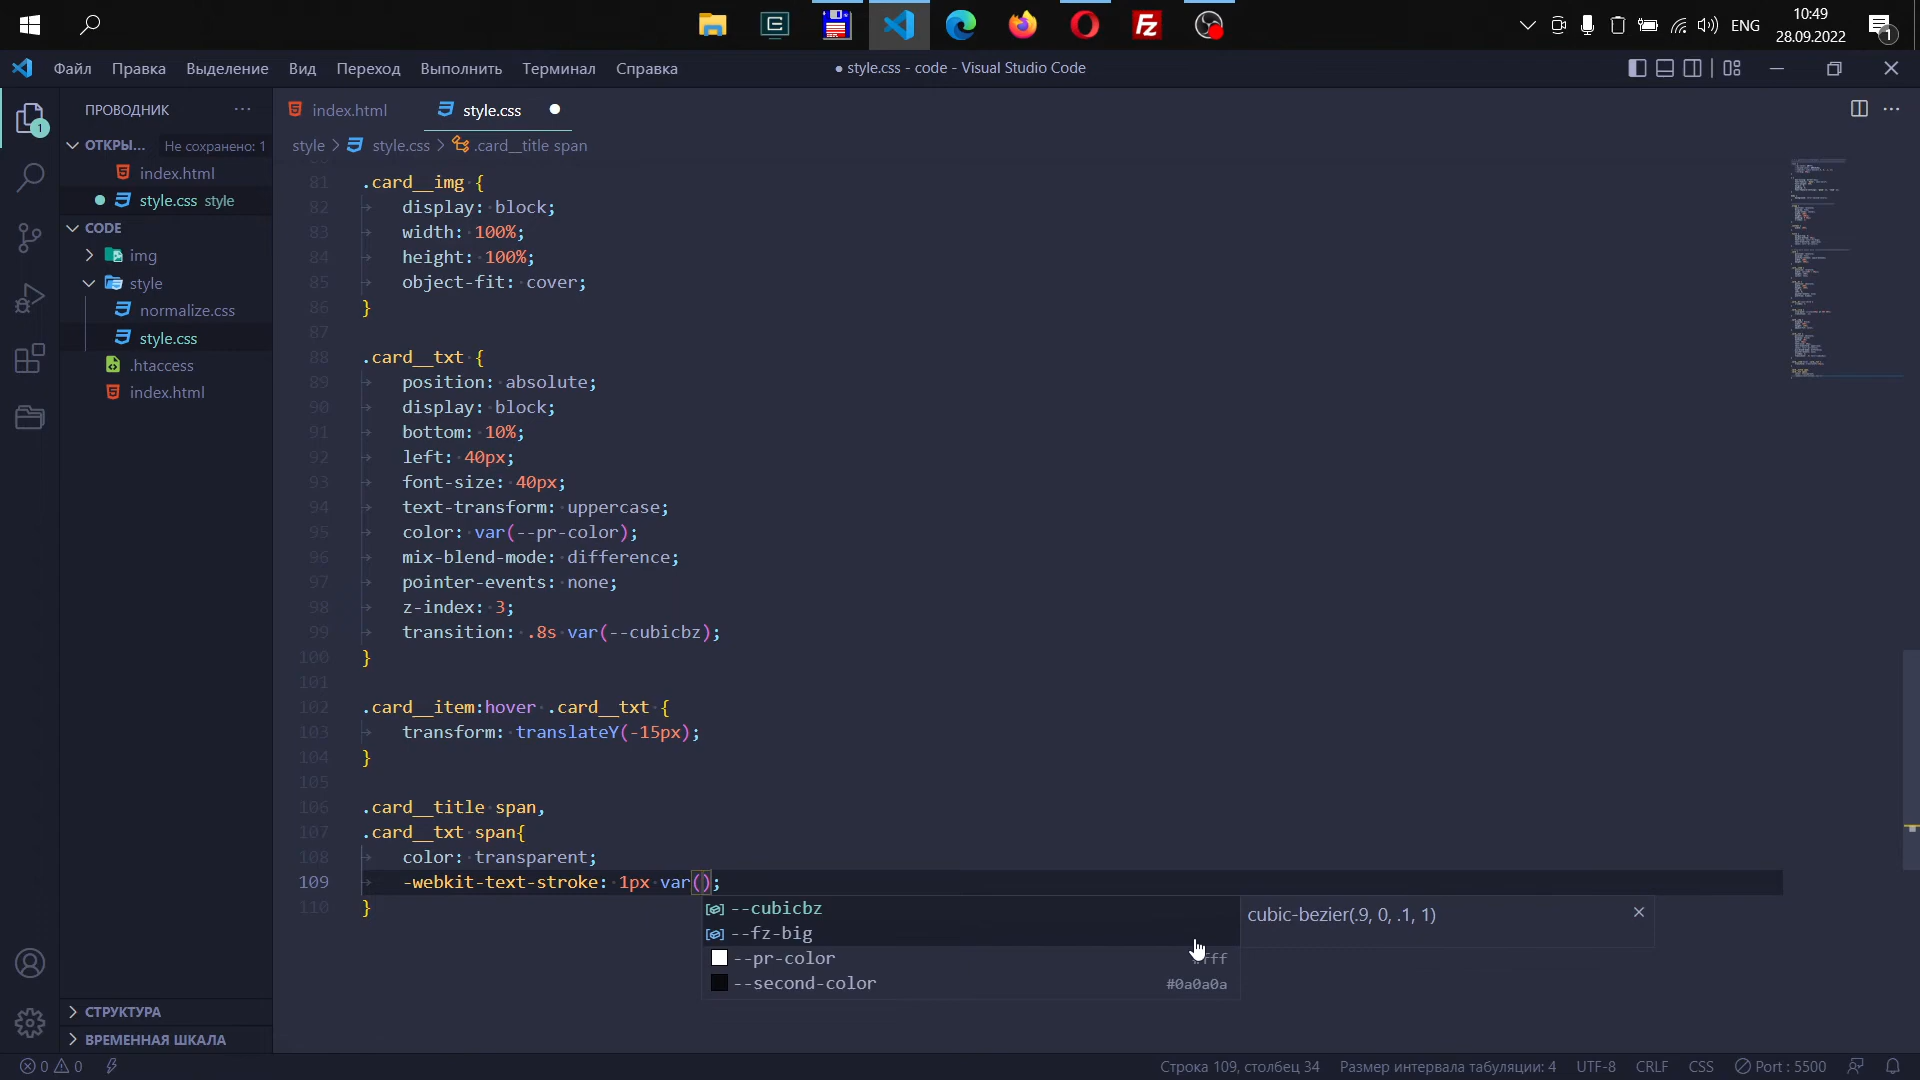 ENG
10:49
28.09.2022
1
Файл Правка Выделение Вид Переход Выполнить Терминал Справка
● style.css - code - Visual Studio Code
ПРОВОДНИК ...
index.html
style.css ●
ОТКРЫ... Не сохранено: 1
style > style.css > .card__title span
1
index.html
style.css style
CODE
img
style
normalize.css
style.css
.htaccess
index.html
81 .card__img {
82 display: block;
83 width: 100%;
84 height: 100%;
85 object-fit: cover;
86 }
87
88 .card__txt {
89 position: absolute;
90 display: block;
91 bottom: 10%;
92 left: 40px;
93 font-size: 40px;
94 text-transform: uppercase;
95 color: var(--pr-color);
96 mix-blend-mode: difference;
97 pointer-events: none;
98 z-index: 3;
99 transition: .8s var(--cubicbz);
100 }
101
102 .card__item:hover .card__txt {
103 transform: translateY(-15px);
104 }
105
106 .card__title span,
107 .card__txt span{
108 color: transparent;
109 -webkit-text-stroke: 1px var();
110 }
--cubicbz
cubic-bezier(.9, 0, .1, 1)
--fz-big
--pr-color #fff
--second-color #0a0a0a
СТРУКТУРА
ВРЕМЕННАЯ ШКАЛА
0 0
Строка 109, столбец 34 Размер интервала табуляции: 4 UTF-8 CRLF CSS Port : 5500